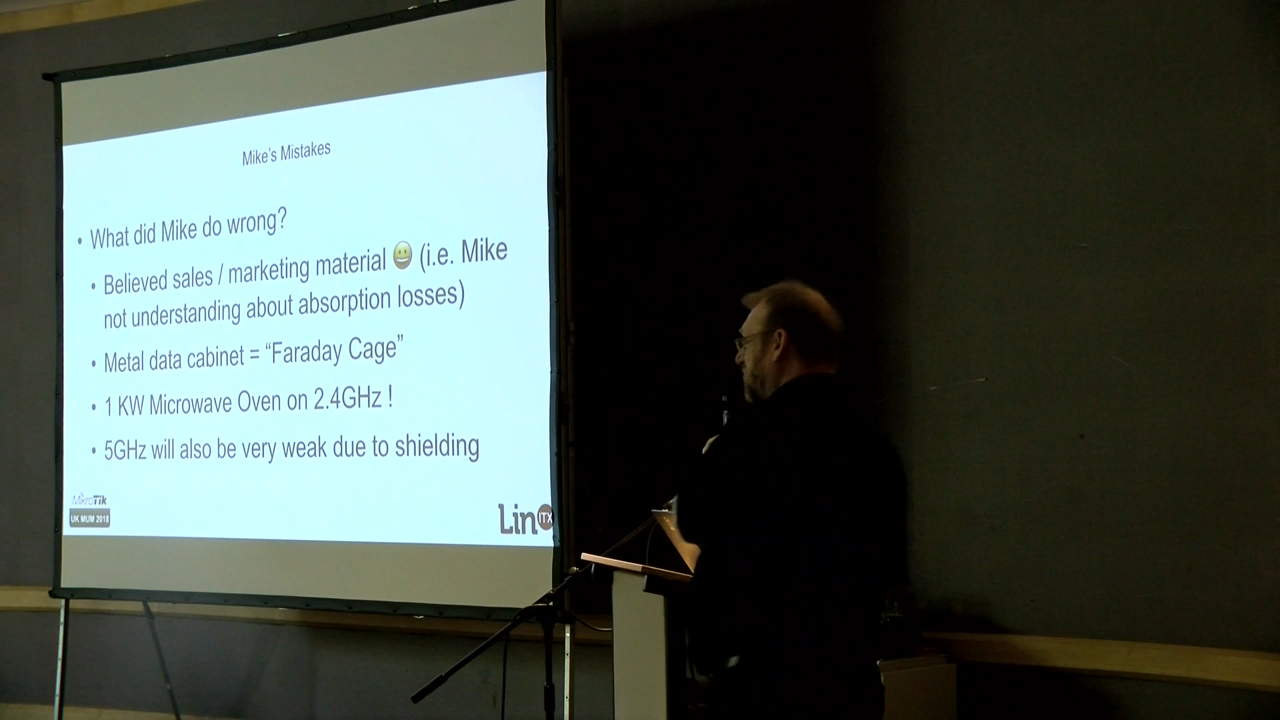 Mike's Mistakes
• What did Mike do wrong?
• Believed sales / marketing material 😀 (i.e. Mike
not understanding about absorption losses)
• Metal data cabinet = “Faraday Cage”
• 1 KW Microwave Oven on 2.4GHz !
• 5GHz will also be very weak due to shielding
MikroTik
UK MUM 2018
Lin ITX